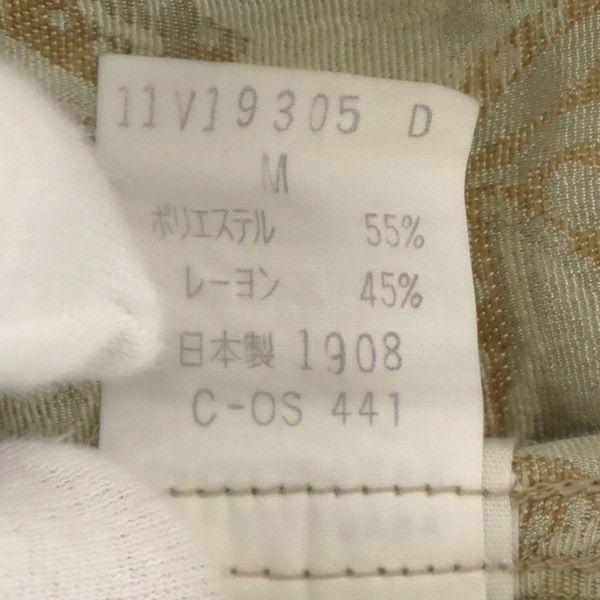 11V19305 D
M
ポリエステル 55%
レーヨン 45%
日本製 1908
C-OS 441